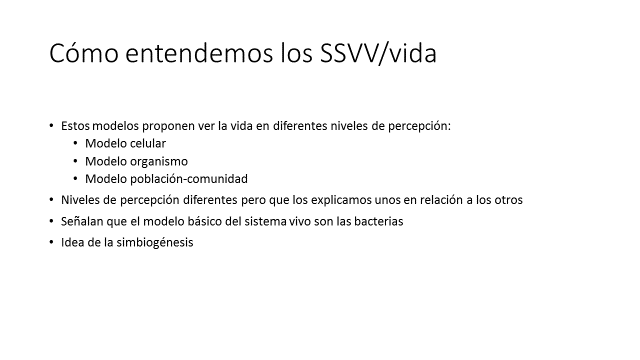 Cómo entendemos los SSVV/vida
• Estos modelos proponen ver la vida en diferentes niveles de percepción:
• Modelo celular
• Modelo organismo
• Modelo población-comunidad
• Niveles de percepción diferentes pero que los explicamos unos en relación a los otros
• Señalan que el modelo básico del sistema vivo son las bacterias
• Idea de la simbiogénesis